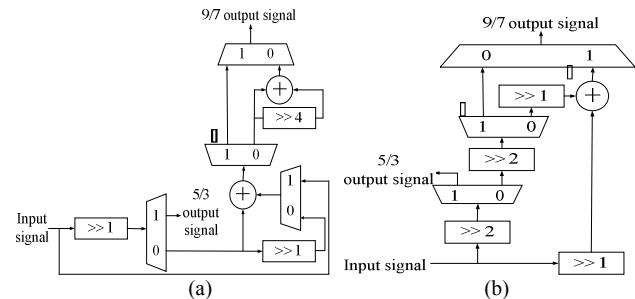 9/7 output signal
1 0
+
>> 4
1 0
5/3
output
signal
+
1
0
Input
signal
>> 1
1
0
>> 1
(a)
9/7 output signal
0 1
>> 1
+
1 0
>> 2
5/3
output signal
1 0
>> 2
Input signal
>> 1
(b)